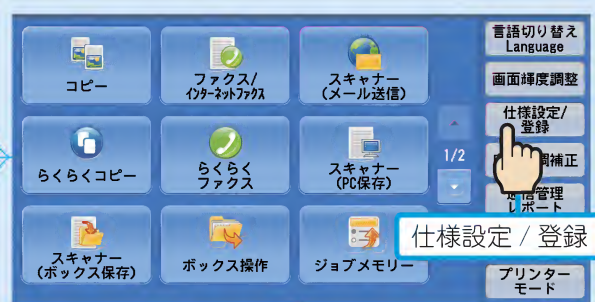 コピー
ファクス/
インターネットファクス
スキャナー
(メール送信)
らくらくコピー
らくらく
ファクス
スキャナー
(PC保存)
スキャナー
(ボックス保存)
ボックス操作
ジョブメモリー
1/2
言語切り替え
Language
画面輝度調整
仕様設定/
登録
調補正
通信管理
レポート
仕様設定 / 登録
プリンター
モード